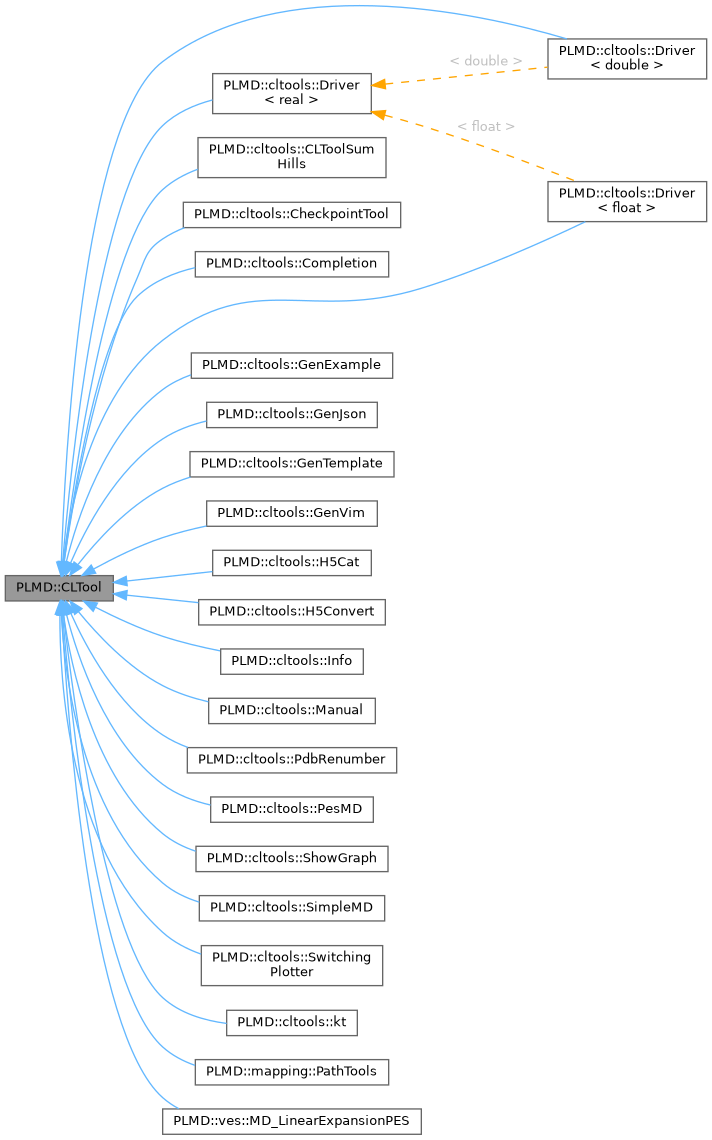 PLMD::cltools::Driver
< double >
< double >
PLMD::cltools::Driver
< real >
< float >
PLMD::cltools::CLToolSum
Hills
PLMD::cltools::Driver
< float >
PLMD::cltools::CheckpointTool
PLMD::cltools::Completion
PLMD::cltools::GenExample
PLMD::cltools::GenJson
PLMD::cltools::GenTemplate
PLMD::cltools::GenVim
PLMD::cltools::H5Cat
PLMD::CLTool
PLMD::cltools::H5Convert
PLMD::cltools::Info
PLMD::cltools::Manual
PLMD::cltools::PdbRenumber
PLMD::cltools::PesMD
PLMD::cltools::ShowGraph
PLMD::cltools::SimpleMD
PLMD::cltools::Switching
Plotter
PLMD::cltools::kt
PLMD::mapping::PathTools
PLMD::ves::MD_LinearExpansionPES